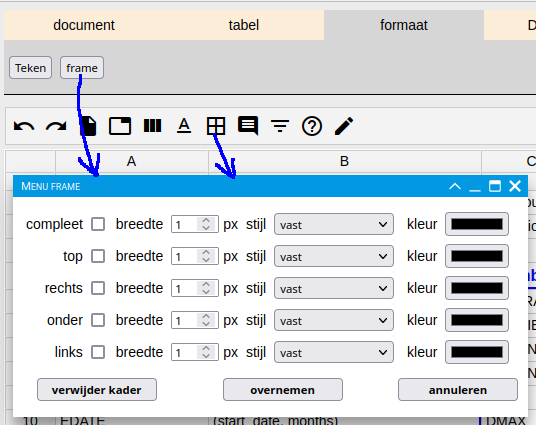 document tabel formaat D
Teken frame
A B C
MENU FRAME
compleet breedte 1 px stijl vast kleur
top breedte 1 px stijl vast kleur
rechts breedte 1 px stijl vast kleur
onder breedte 1 px stijl vast kleur
links breedte 1 px stijl vast kleur
verwijder kader overnemen annuleren
10 EDATE (start_date, months) DMAX